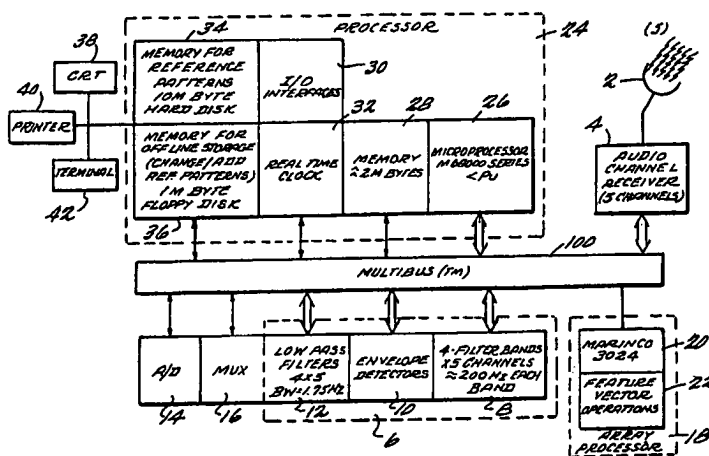 34
PROCESSOR
24
38
CRT
MEMORY FOR
REFERENCE
PATTERNS
10M BYTE
HARD DISK
I/O
INTERFACES
30
(5)
2
40
PRINTER
32
28
26
4
TERMINAL
42
MEMORY FOR
OFFLINE STORAGE
(CHANGE/ADD
REF PATTERNS)
1M BYTE
FLOPPY DISK
REAL TIME
CLOCK
MEMORY
≈2M BYTES
MICROPROCESSOR
M68000 SERIES
<PU
AUDIO
CHANNEL
RECEIVER
(5 CHANNELS)
36
100
MULTIBUS (TM)
A/D
MUX
LOW PASS
FILTERS
4X5
BW=1.75HZ
ENVELOPE
DETECTORS
4-FILTER BANDS
X5 CHANNELS
≈200HZ EACH
BAND
MARINCO
3024
20
FEATURE
VECTOR
OPERATIONS
22
14
16
12
10
8
6
ARRAY
PROCESSOR
18